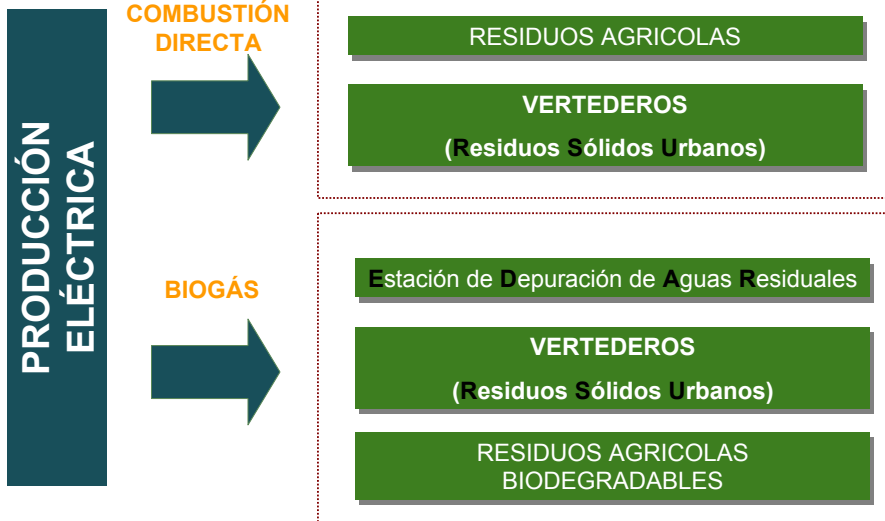 PRODUCCIÓN
ELÉCTRICA
COMBUSTIÓN
DIRECTA
RESIDUOS AGRICOLAS
VERTEDEROS
(Residuos Sólidos Urbanos)
BIOGÁS
Estación de Depuración de Aguas Residuales
VERTEDEROS
(Residuos Sólidos Urbanos)
RESIDUOS AGRICOLAS
BIODEGRADABLES